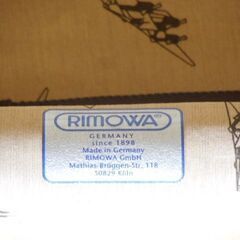 RIMOWA
GERMANY
since 1898
Made in Germany
RIMOWA GmbH
Mathias-Brüggen-Str. 118
50829 Köln